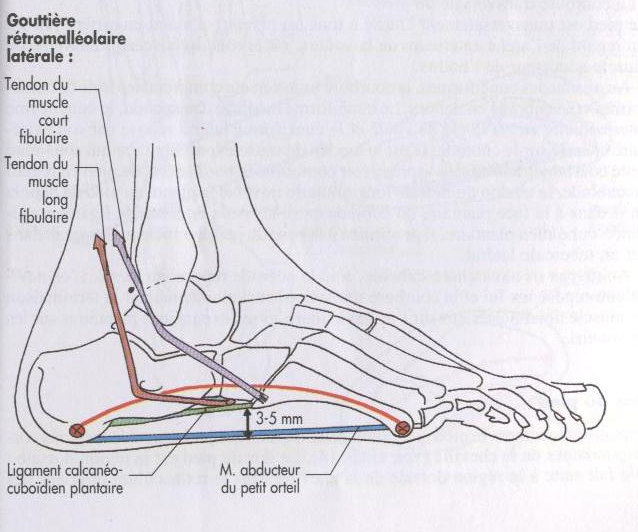 Gouttière
rétromalléolaire
latérale :
Tendon du
muscle
court
fibulaire
Tendon du
muscle
long
fibulaire
3-5 mm
Ligament calcanéo-
cuboïdien plantaire
M. abducteur
du petit orteil